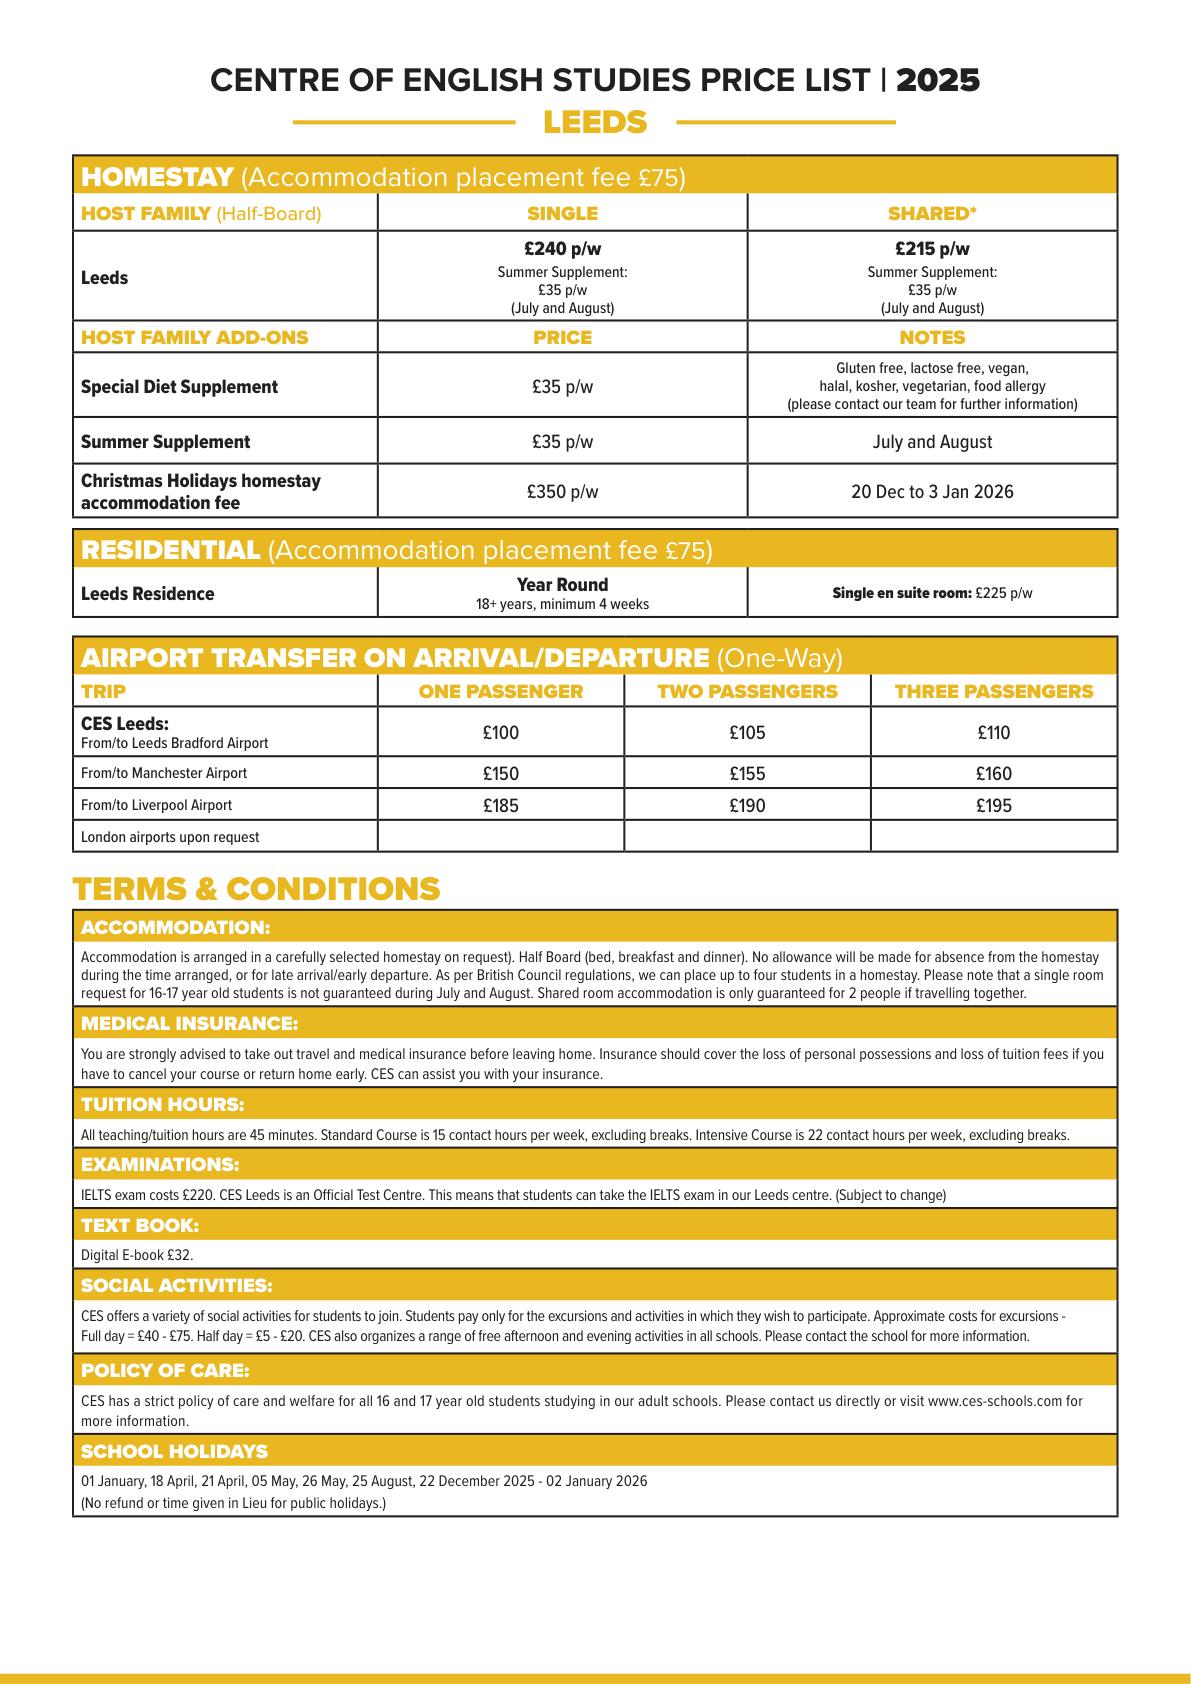 CENTRE OF ENGLISH STUDIES PRICE LIST | 2025
LEEDS
HOMESTAY (Accommodation placement fee £75)
HOST FAMILY (Half-Board)
SINGLE
SHARED*
Leeds
£240 p/w
Summer Supplement:
£35 p/w
(July and August)
£215 p/w
Summer Supplement:
£35 p/w
(July and August)
HOST FAMILY ADD-ONS
PRICE
NOTES
Special Diet Supplement
£35 p/w
Gluten free, lactose free, vegan,
halal, kosher, vegetarian, food allergy
(please contact our team for further information)
Summer Supplement
£35 p/w
July and August
Christmas Holidays homestay
accommodation fee
£350 p/w
20 Dec to 3 Jan 2026
RESIDENTIAL (Accommodation placement fee £75)
Leeds Residence
Year Round
18+ years, minimum 4 weeks
Single en suite room: £225 p/w
AIRPORT TRANSFER ON ARRIVAL/DEPARTURE (One-Way)
TRIP
ONE PASSENGER
TWO PASSENGERS
THREE PASSENGERS
CES Leeds:
From/to Leeds Bradford Airport
£100
£105
£110
From/to Manchester Airport
£150
£155
£160
From/to Liverpool Airport
£185
£190
£195
London airports upon request
TERMS & CONDITIONS
ACCOMMODATION:
Accommodation is arranged in a carefully selected homestay on request). Half Board (bed, breakfast and dinner). No allowance will be made for absence from the homestay
during the time arranged, or for late arrival/early departure. As per British Council regulations, we can place up to four students in a homestay. Please note that a single room
request for 16-17 year old students is not guaranteed during July and August. Shared room accommodation is only guaranteed for 2 people if travelling together.
MEDICAL INSURANCE:
You are strongly advised to take out travel and medical insurance before leaving home. Insurance should cover the loss of personal possessions and loss of tuition fees if you
have to cancel your course or return home early. CES can assist you with your insurance.
TUITION HOURS:
All teaching/tuition hours are 45 minutes. Standard Course is 15 contact hours per week, excluding breaks. Intensive Course is 22 contact hours per week, excluding breaks.
EXAMINATIONS:
IELTS exam costs £220. CES Leeds is an Official Test Centre. This means that students can take the IELTS exam in our Leeds centre. (Subject to change)
TEXT BOOK:
Digital E-book £32.
SOCIAL ACTIVITIES:
CES offers a variety of social activities for students to join. Students pay only for the excursions and activities in which they wish to participate. Approximate costs for excursions -
Full day = £40 - £75. Half day = £5 - £20. CES also organizes a range of free afternoon and evening activities in all schools. Please contact the school for more information.
POLICY OF CARE:
CES has a strict policy of care and welfare for all 16 and 17 year old students studying in our adult schools. Please contact us directly or visit www.ces-schools.com for
more information.
SCHOOL HOLIDAYS
01 January, 18 April, 21 April, 05 May, 26 May, 25 August, 22 December 2025 - 02 January 2026
(No refund or time given in Lieu for public holidays.)